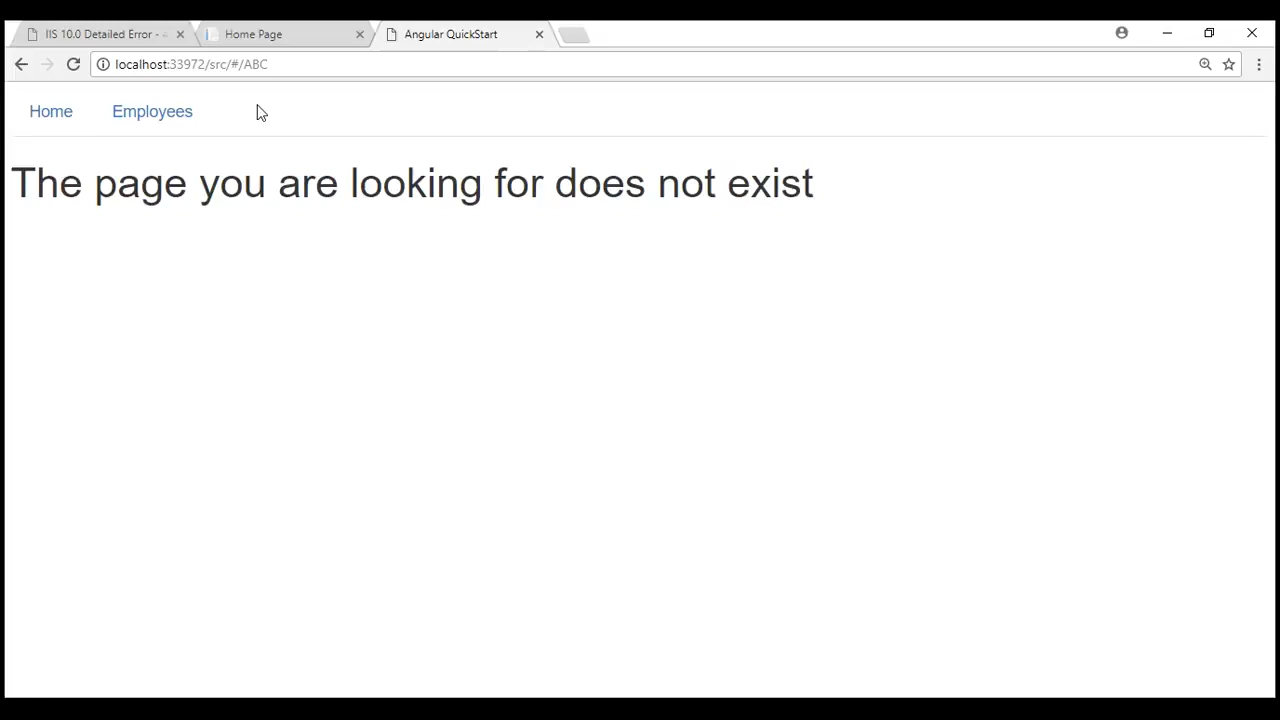 IIS 10.0 Detailed Error - 4
Home Page
Angular QuickStart
localhost:33972/src/#/ABC
Home
Employees
The page you are looking for does not exist